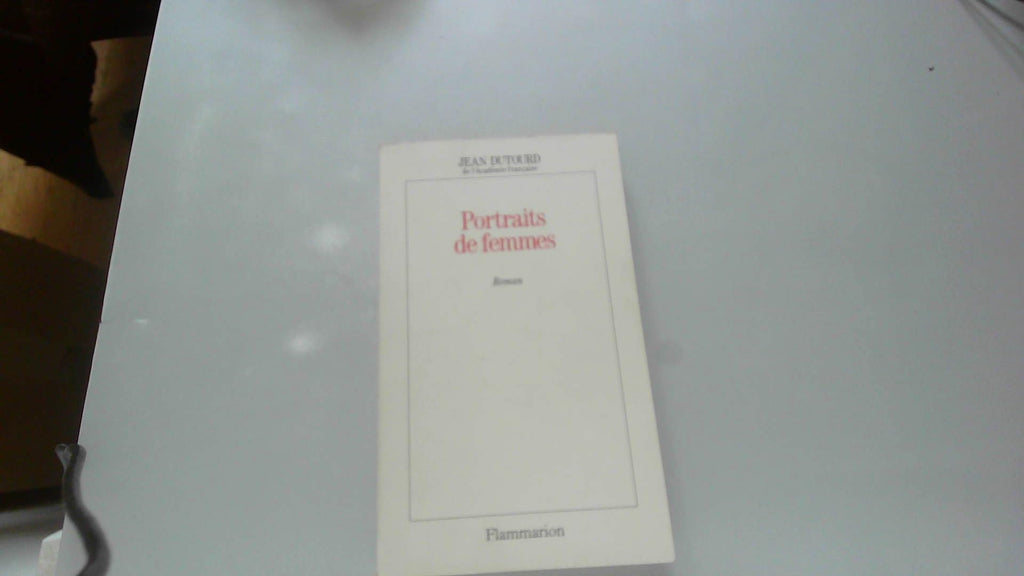 JEAN DUTOURD
de l'Académie Française
Portraits
de femmes
Roman
Flammarion